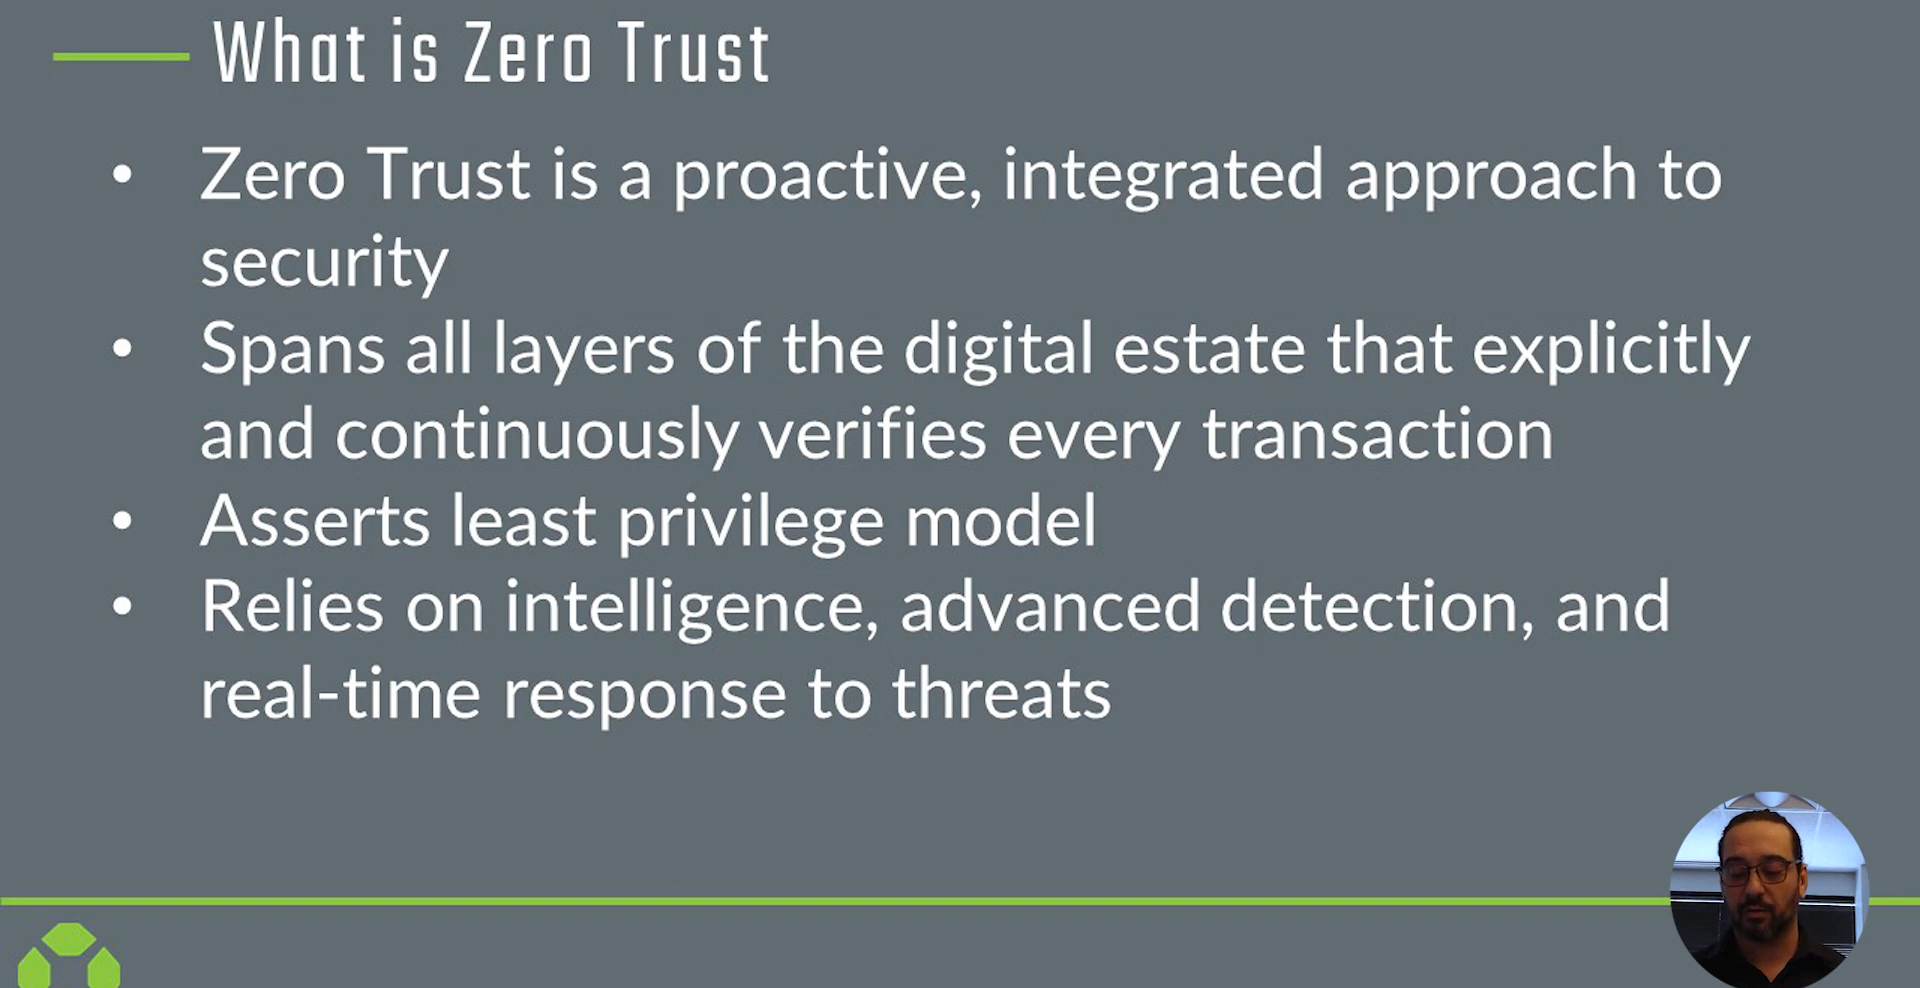 What is Zero Trust
• Zero Trust is a proactive, integrated approach to
security
• Spans all layers of the digital estate that explicitly
and continuously verifies every transaction
• Asserts least privilege model
• Relies on intelligence, advanced detection, and
real-time response to threats